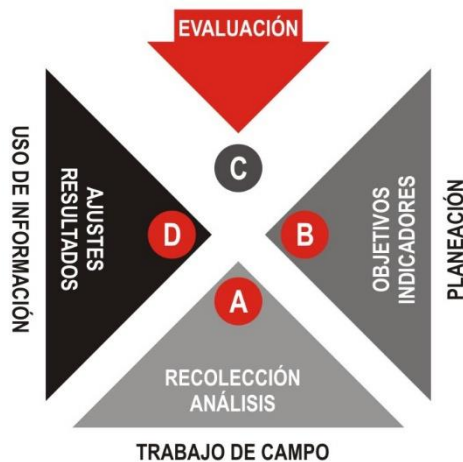 EVALUACIÓN
C
USO DE INFORMACIÓN
AJUSTES
RESULTADOS
D
B
OBJETIVOS
INDICADORES
PLANEACIÓN
A
RECOLECCIÓN
ANÁLISIS
TRABAJO DE CAMPO